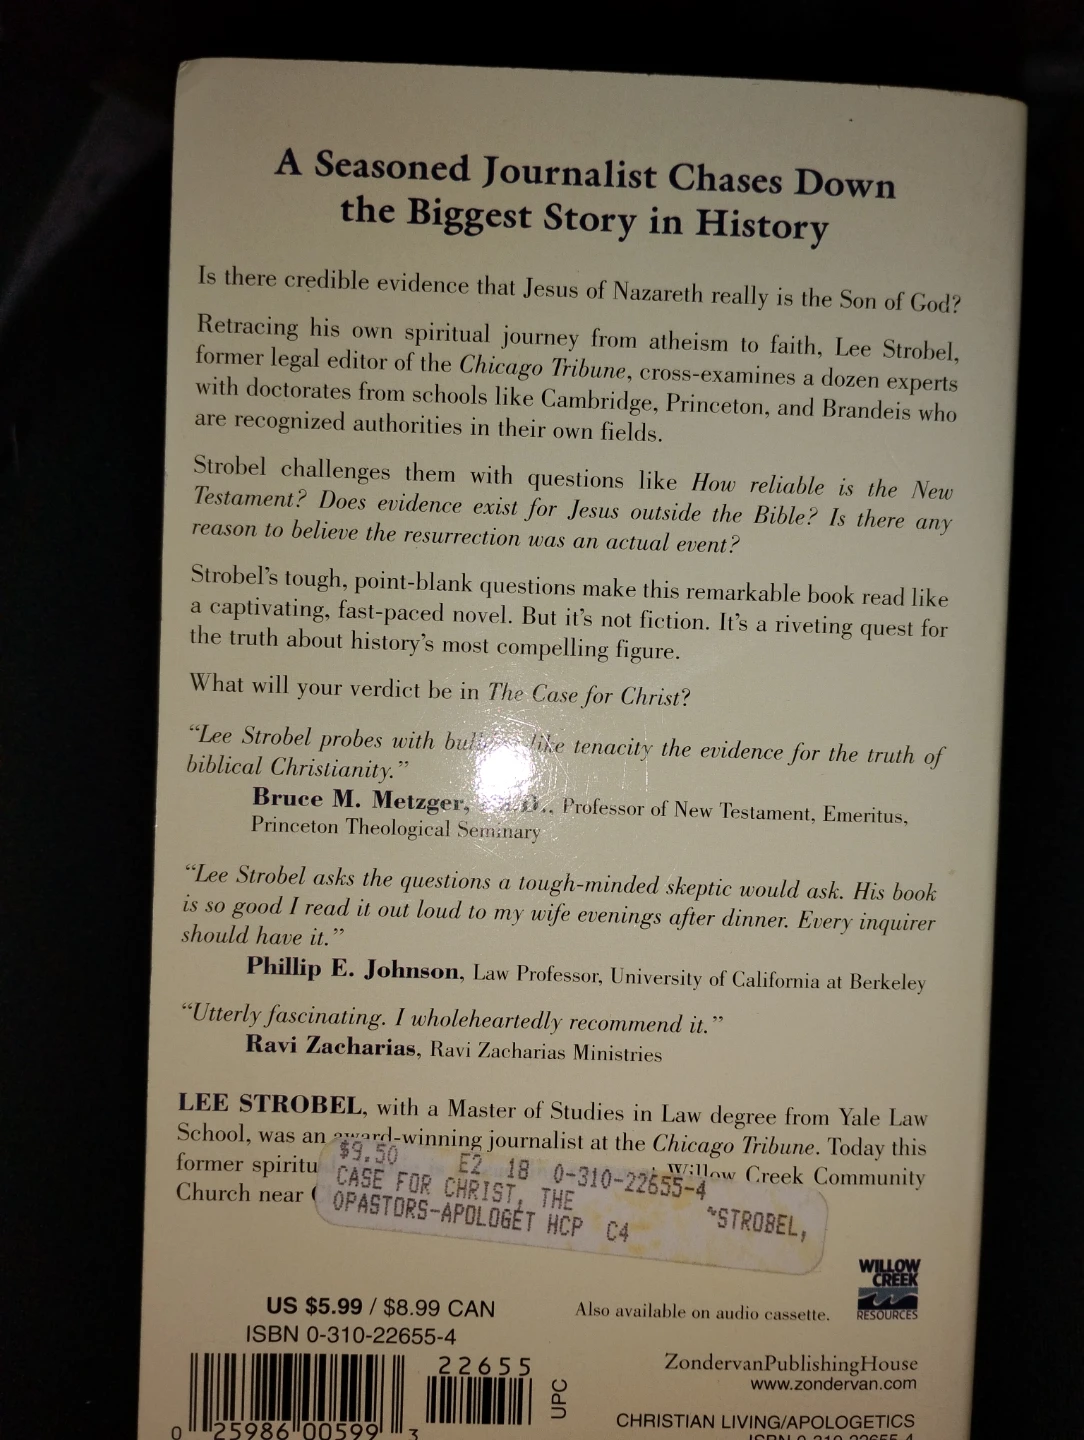 A Seasoned Journalist Chases Down
the Biggest Story in History
Is there credible evidence that Jesus of Nazareth really is the Son of God?
Retracing his own spiritual journey from atheism to faith, Lee Strobel,
former legal editor of the Chicago Tribune, cross-examines a dozen experts
with doctorates from schools like Cambridge, Princeton, and Brandeis who
are recognized authorities in their own fields.
Strobel challenges them with questions like How reliable is the New
Testament? Does evidence exist for Jesus outside the Bible? Is there any
reason to believe the resurrection was an actual event?
Strobel's tough, point-blank questions make this remarkable book read like
a captivating, fast-paced novel. But it's not fiction. It's a riveting quest for
the truth about history's most compelling figure.
What will your verdict be in The Case for Christ?
“Lee Strobel probes with like tenacity the evidence for the truth of
biblical Christianity.”
Bruce M. Metzger, Professor of New Testament, Emeritus,
Princeton Theological Seminary
“Lee Strobel asks the questions a tough-minded skeptic would ask. His book
is so good I read it out loud to my wife evenings after dinner. Every inquirer
should have it.”
Phillip E. Johnson, Law Professor, University of California at Berkeley
“Utterly fascinating. I wholeheartedly recommend it.”
Ravi Zacharias, Ravi Zacharias Ministries
LEE STROBEL, with a Master of Studies in Law degree from Yale Law
School, was an award-winning journalist at the Chicago Tribune. Today this
former Willow Creek Community
Church near
$9.50 E2 18 0-310-22655-4
CASE FOR CHRIST, THE *STROBEL,
OPASTORS-APOLOGET HCP C4
WILLOW
CREEK
RESOURCES
US $5.99 / $8.99 CAN
Also available on audio cassette.
ISBN 0-310-22655-4
22655
UPC
0 25986 00599 3
ZondervanPublishingHouse
www.zondervan.com
CHRISTIAN LIVING/APOLOGETICS
ISBN 0-310-22655-4